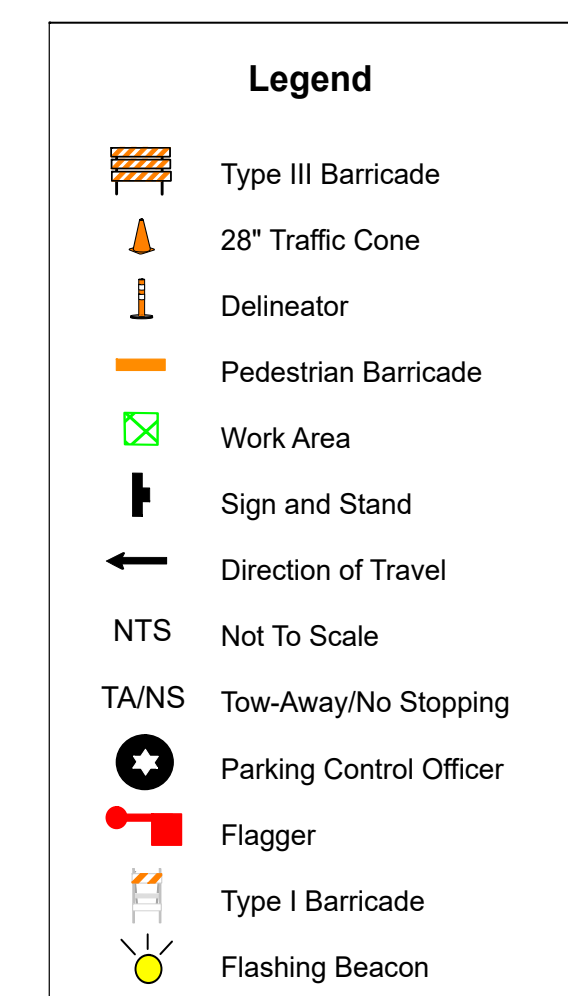 Legend
Type III Barricade
28" Traffic Cone
Delineator
Pedestrian Barricade
Work Area
Sign and Stand
Direction of Travel
NTS Not To Scale
TA/NS Tow-Away/No Stopping
Parking Control Officer
Flagger
Type I Barricade
Flashing Beacon